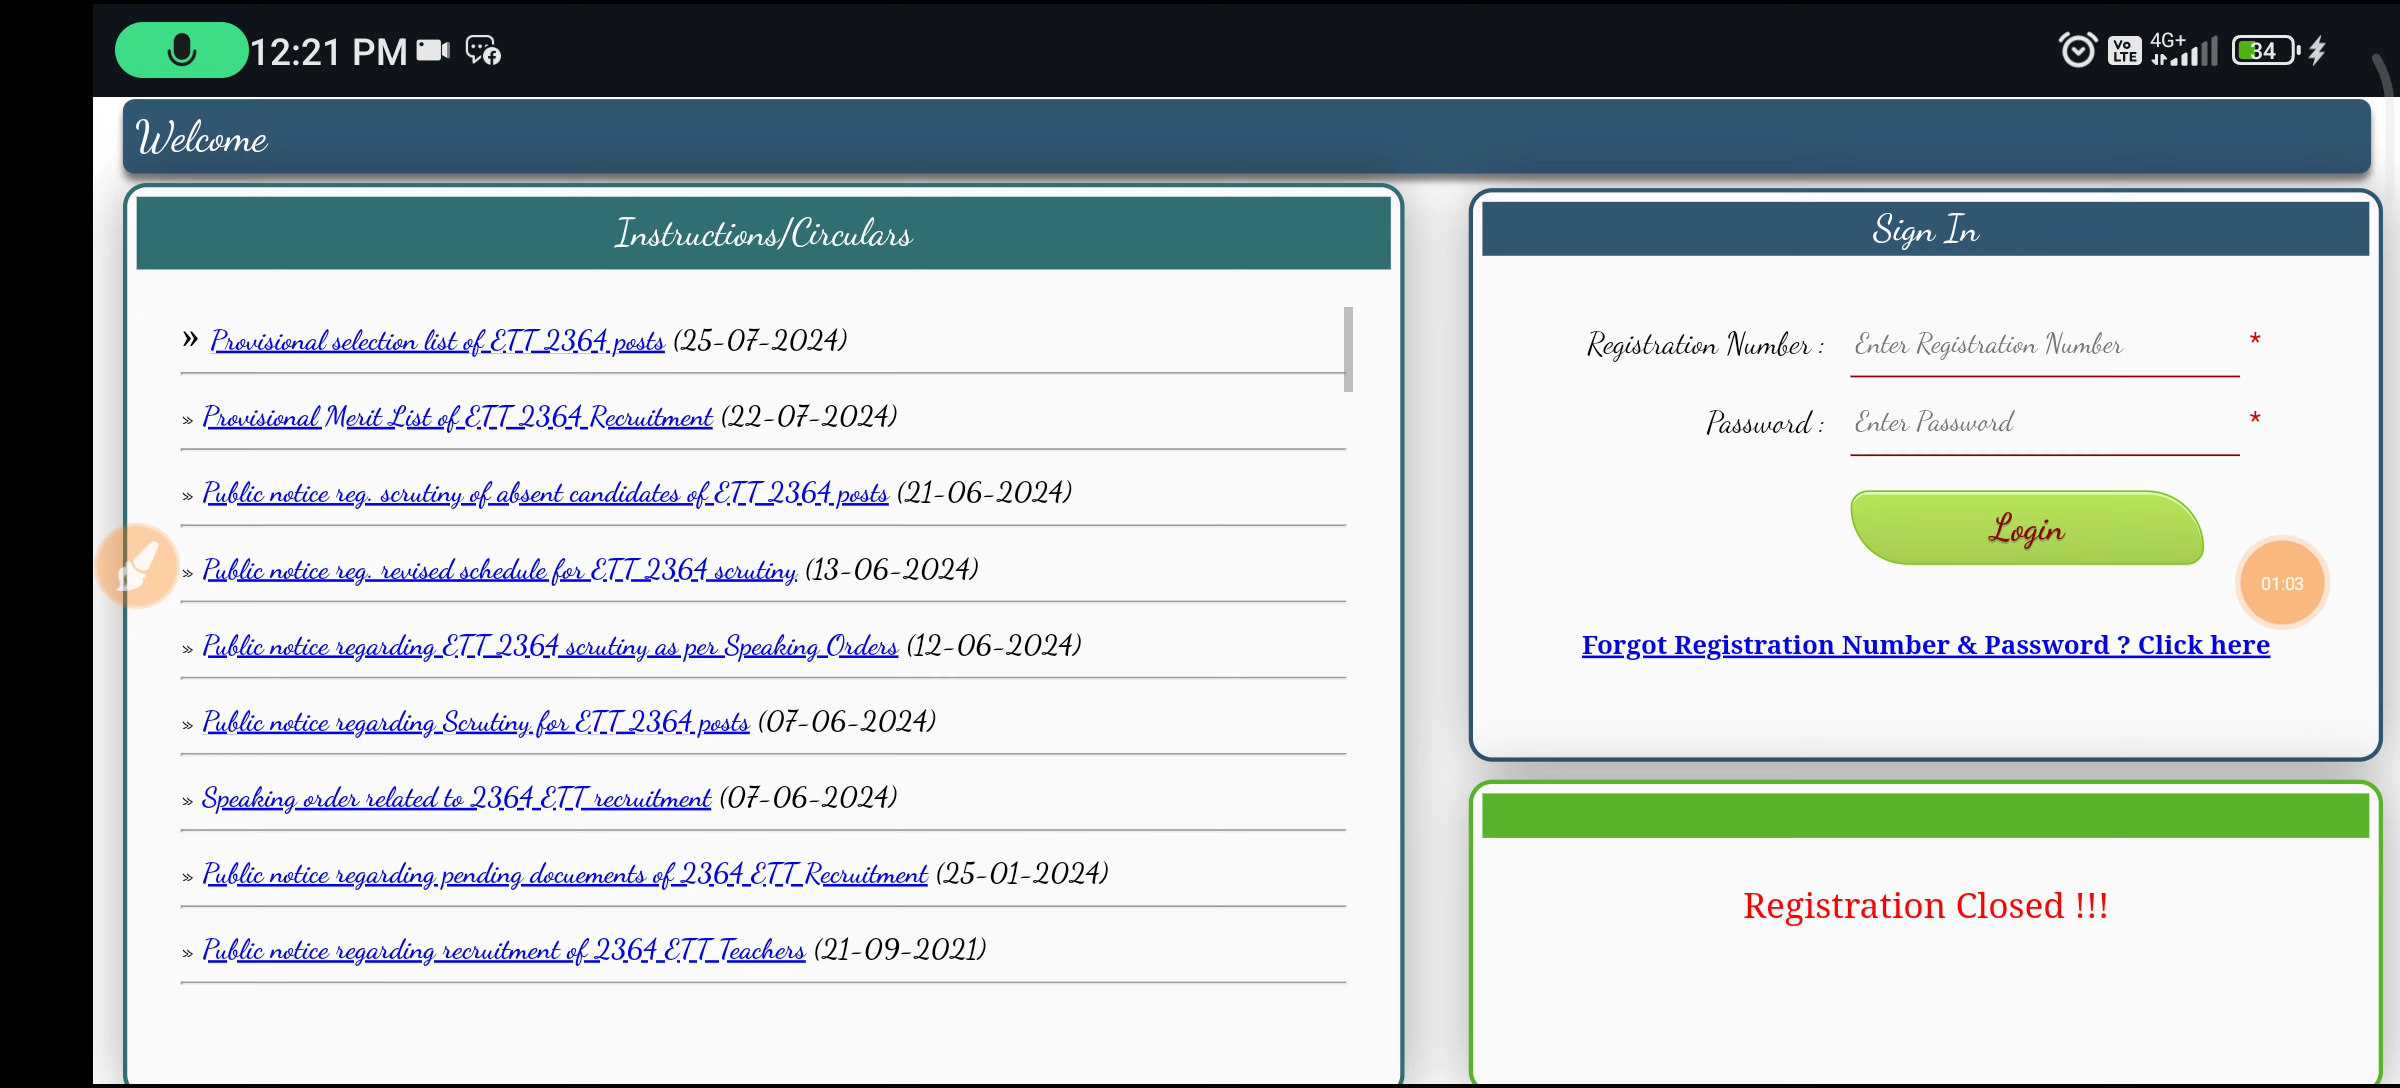 12:21 PM
Vo LTE 4G+ 34
Welcome
Instructions/Circulars
» Provisional selection list of ETT 2364 posts (25-07-2024)
» Provisional Merit List of ETT 2364 Recruitment (22-07-2024)
» Public notice reg. scrutiny of absent candidates of ETT 2364 posts (21-06-2024)
» Public notice reg. revised schedule for ETT 2364 scrutiny (13-06-2024)
» Public notice regarding ETT 2364 scrutiny as per Speaking Orders (12-06-2024)
» Public notice regarding Scrutiny for ETT 2364 posts (07-06-2024)
» Speaking order related to 2364 ETT recruitment (07-06-2024)
» Public notice regarding pending docuements of 2364 ETT Recruitment (25-01-2024)
» Public notice regarding recruitment of 2364 ETT Teachers (21-09-2021)
Sign In
Registration Number : Enter Registration Number *
Password : Enter Password *
Login
01:03
Forgot Registration Number & Password ? Click here
Registration Closed !!!